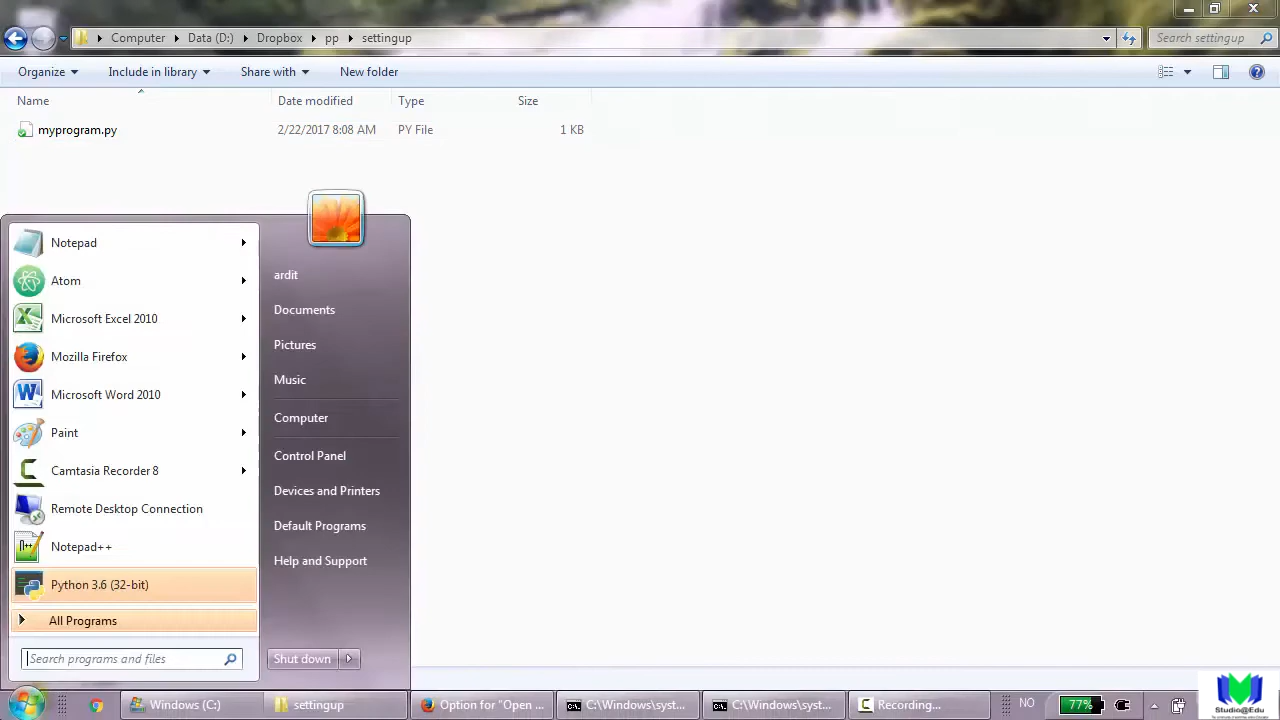 Computer Data (D:) Dropbox pp settingup
Search settingup
Organize Include in library Share with New folder
Name Date modified Type Size
myprogram.py 2/22/2017 8:08 AM PY File 1 KB
Notepad
Atom
Microsoft Excel 2010
Mozilla Firefox
Microsoft Word 2010
Paint
Camtasia Recorder 8
Remote Desktop Connection
Notepad++
Python 3.6 (32-bit)
All Programs
Search programs and files
ardit
Documents
Pictures
Music
Computer
Control Panel
Devices and Printers
Default Programs
Help and Support
Shut down
Windows (C:) settingup Option for "Open ... C:\Windows\syst... C:\Windows\syst... Recording... NO 77%
Studio@Edu